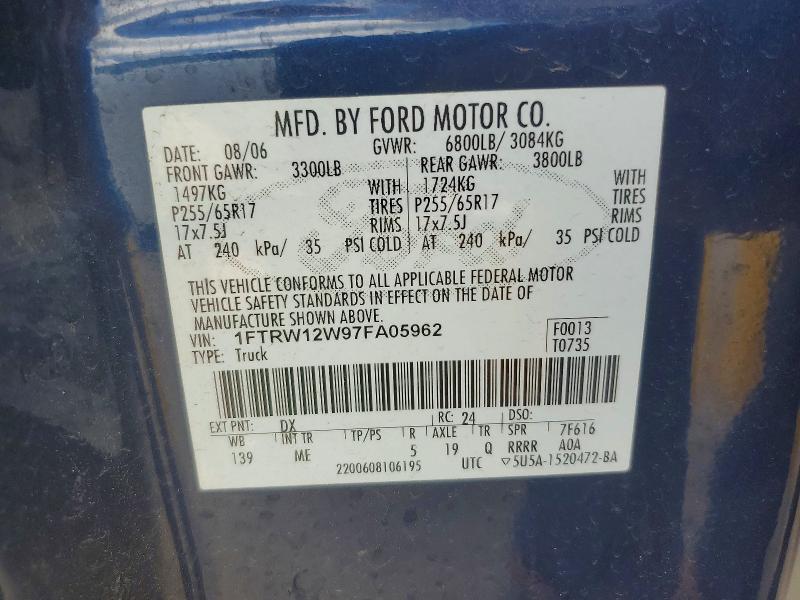 MFD. BY FORD MOTOR CO.
DATE: 08/06 GVWR: 6800LB/ 3084KG
FRONT GAWR: 3300LB REAR GAWR: 3800LB
1497KG WITH 1724KG WITH
P255/65R17 TIRES P255/65R17 TIRES
17x7.5J RIMS 17x7.5J RIMS
AT 240 kPa/ 35 PSI COLD AT 240 kPa/ 35 PSI COLD
THIS VEHICLE CONFORMS TO ALL APPLICABLE FEDERAL MOTOR
VEHICLE SAFETY STANDARDS IN EFFECT ON THE DATE OF
MANUFACTURE SHOWN ABOVE.
VIN: 1FTRW12W97FA05962 F0013
TYPE: Truck T0735
EXT PNT: DX RC: 24 DSO:
WB INT TR TP/PS R AXLE TR SPR 7F616
139 ME 5 19 Q RRRR A0A
2200608106195 UTC ▽5U5A-1520472-BA